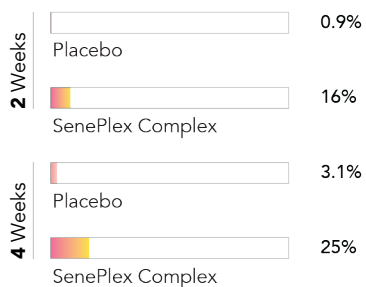 2 Weeks
0.9%
Placebo
16%
SenePlex Complex
4 Weeks
3.1%
Placebo
25%
SenePlex Complex